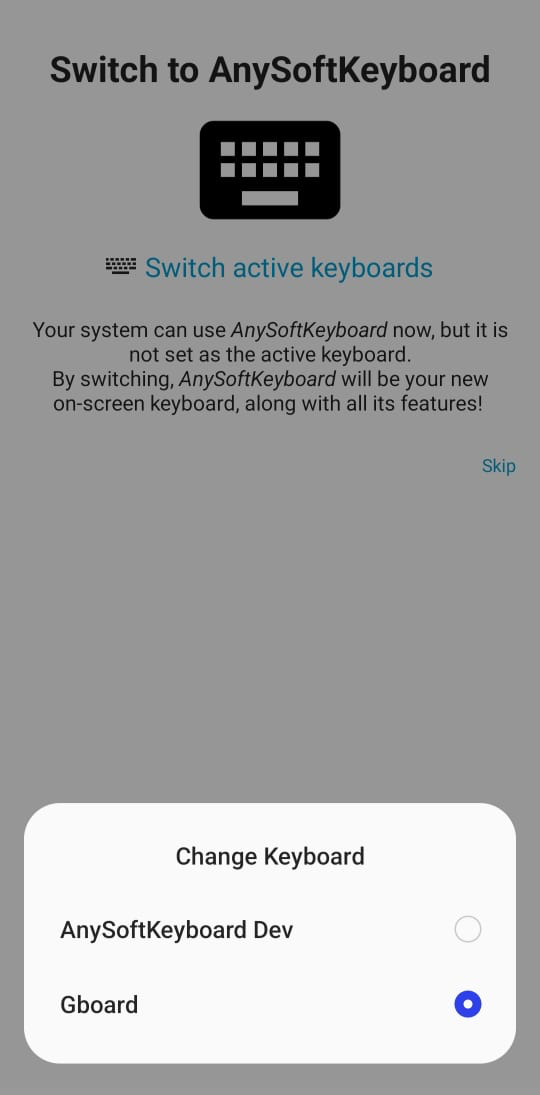 Switch to AnySoftKeyboard
Switch active keyboards
Your system can use AnySoftKeyboard now, but it is
not set as the active keyboard.
By switching, AnySoftKeyboard will be your new
on-screen keyboard, along with all its features!
Skip
Change Keyboard
AnySoftKeyboard Dev
Gboard